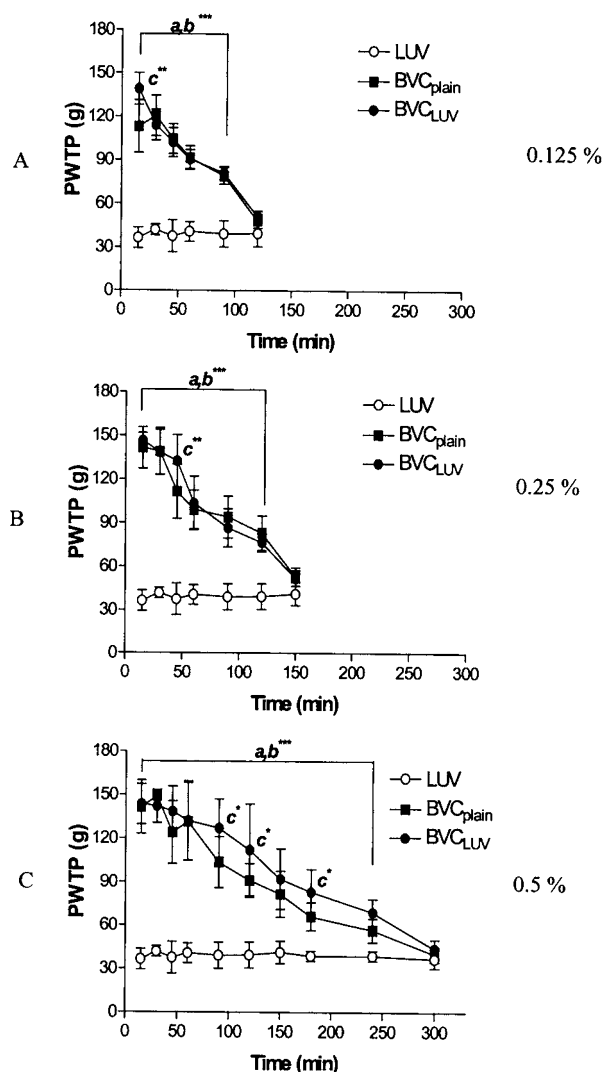 a,b***
c**
LUV
BVCplain
BVCLUV
180
150
120
90
60
30
0
PWTP (g)
A
0.125 %
0 50 100 150 200 250 300
Time (min)
a,b***
c**
LUV
BVCplain
BVCLUV
180
150
120
90
60
30
0
PWTP (g)
B
0.25 %
0 50 100 150 200 250 300
Time (min)
a,b***
c*
c*
c*
LUV
BVCplain
BVCLUV
180
150
120
90
60
30
0
PWTP (g)
C
0.5 %
0 50 100 150 200 250 300
Time (min)